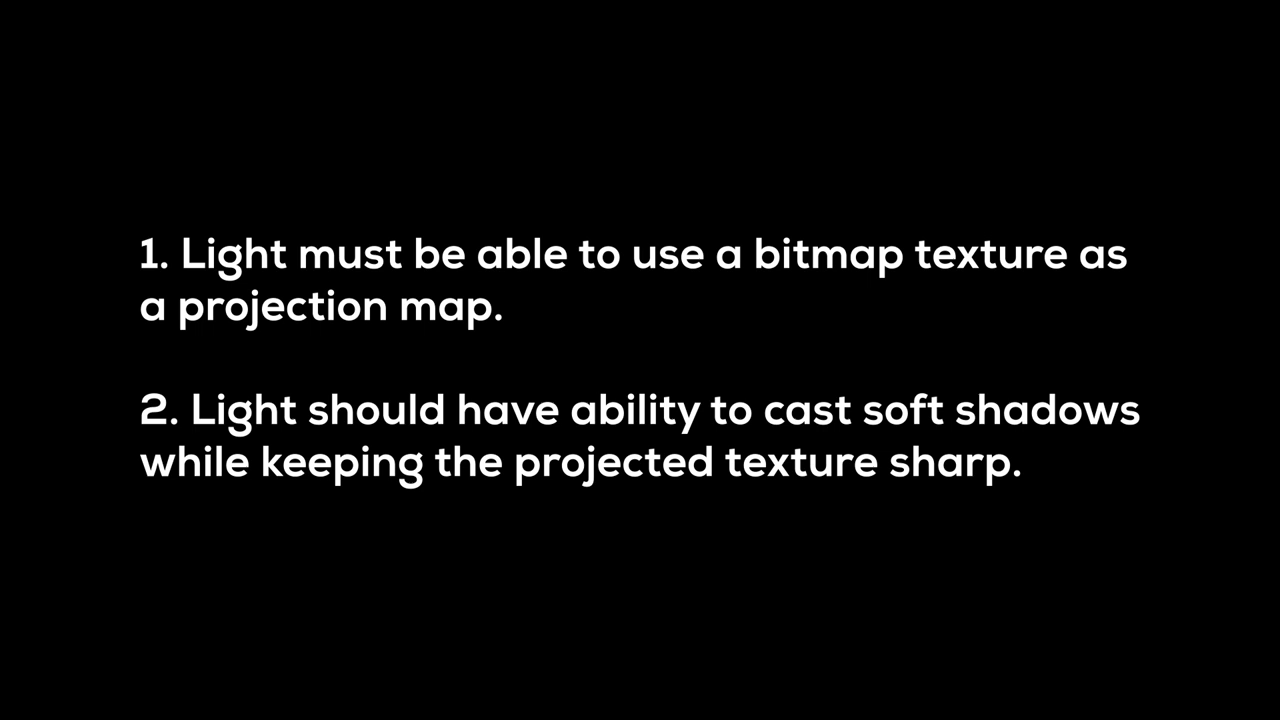 1. Light must be able to use a bitmap texture as
a projection map.
2. Light should have ability to cast soft shadows
while keeping the projected texture sharp.